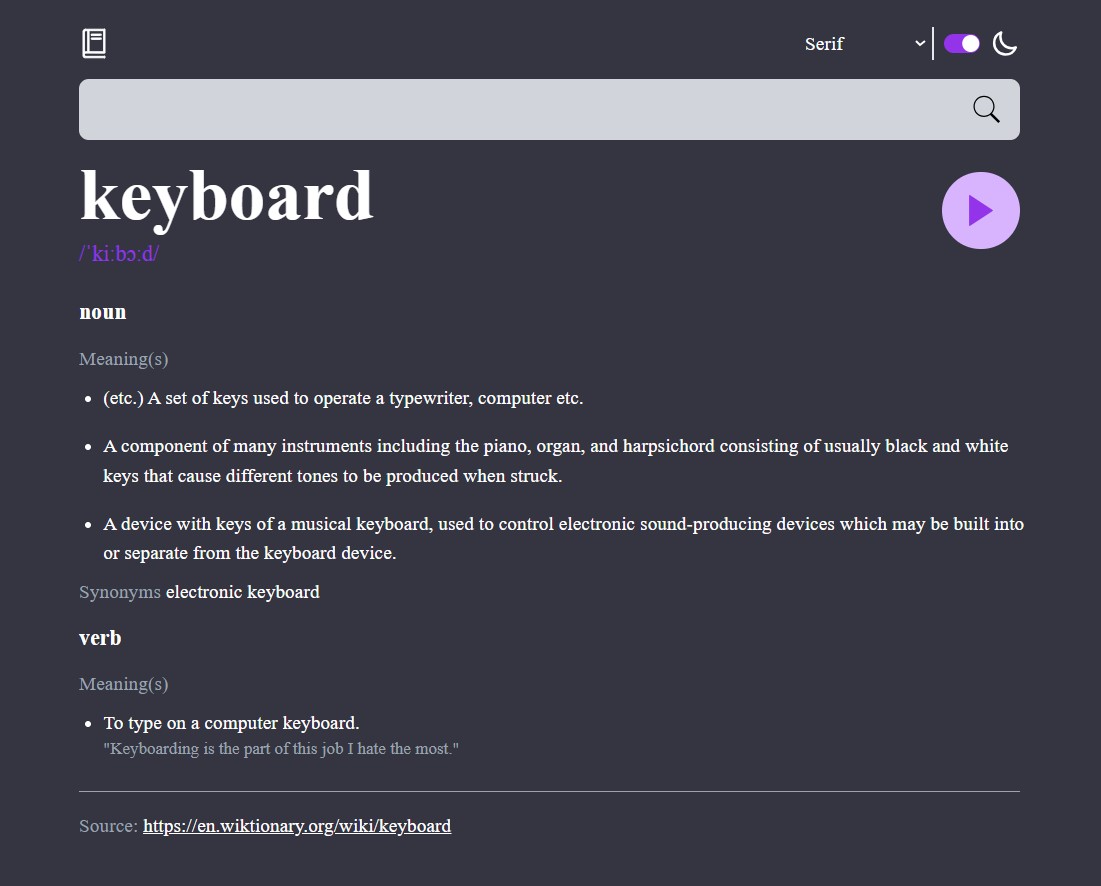 Serif
keyboard
/ˈkiːbɔːd/
noun
Meaning(s)
(etc.) A set of keys used to operate a typewriter, computer etc.
A component of many instruments including the piano, organ, and harpsichord consisting of usually black and white
keys that cause different tones to be produced when struck.
A device with keys of a musical keyboard, used to control electronic sound-producing devices which may be built into
or separate from the keyboard device.
Synonyms electronic keyboard
verb
Meaning(s)
To type on a computer keyboard.
"Keyboarding is the part of this job I hate the most."
Source: https://en.wiktionary.org/wiki/keyboard